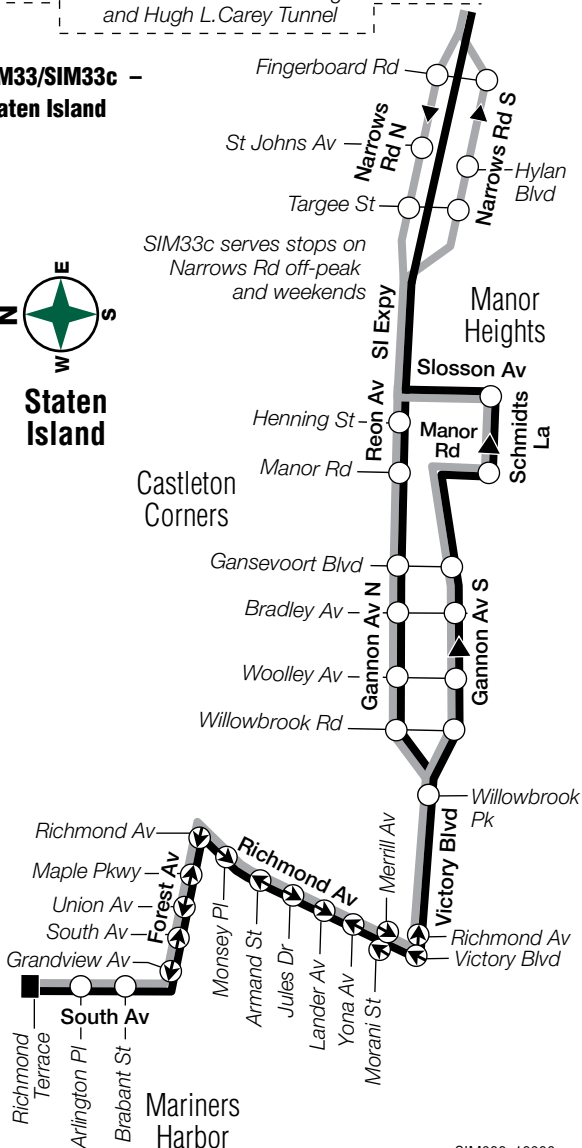 and Hugh L.Carey Tunnel
M33/SIM33c –
aten Island
Fingerboard Rd
St Johns Av
Narrows
Rd N
Narrows Rd S
Hylan
Blvd
Targee St
SIM33c serves stops on
Narrows Rd off-peak
and weekends
E
N
S
W
Staten
Island
SI Expy
Manor
Heights
Slosson Av
Reon Av
Henning St
Manor
Rd
Schmidts
La
Manor Rd
Castleton
Corners
Gansevoort Blvd
Bradley Av
Gannon Av N
Gannon Av S
Woolley Av
Willowbrook Rd
Willowbrook
Pk
Victory Blvd
Merrill Av
Richmond Av
Richmond Av
Maple Pkwy
Forest Av
Union Av
South Av
Grandview Av
Monsey Pl
Armand St
Jules Dr
Lander Av
Yona Av
Morani St
Richmond Av
Victory Blvd
South Av
Richmond
Terrace
Arlington Pl
Brabant St
Mariners
Harbor